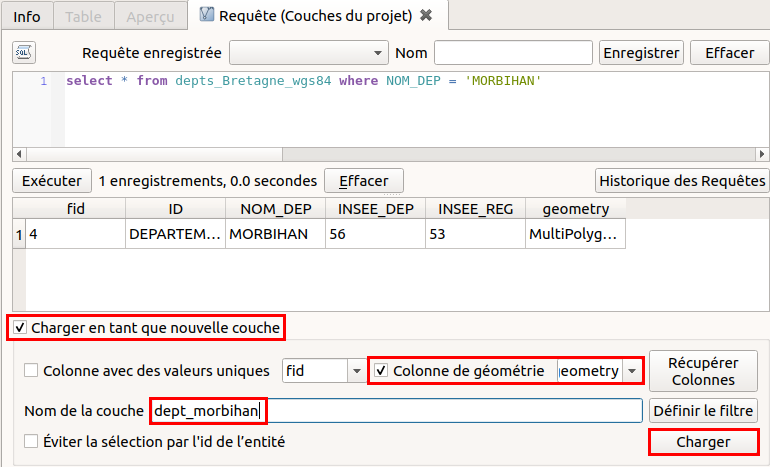 Info Table Aperçu Requête (Couches du projet)
SQL Requête enregistrée Nom Enregistrer Effacer
1 select * from depts_Bretagne_wgs84 where NOM_DEP = 'MORBIHAN'
Exécuter 1 enregistrements, 0.0 secondes Effacer Historique des Requêtes
fid ID NOM_DEP INSEE_DEP INSEE_REG geometry
1 4 DEPARTEM... MORBIHAN 56 53 MultiPolyg...
Charger en tant que nouvelle couche
Colonne avec des valeurs uniques fid Colonne de géométrie geometry Récupérer
Colonnes
Nom de la couche dept_morbihan Définir le filtre
Éviter la sélection par l'id de l'entité Charger